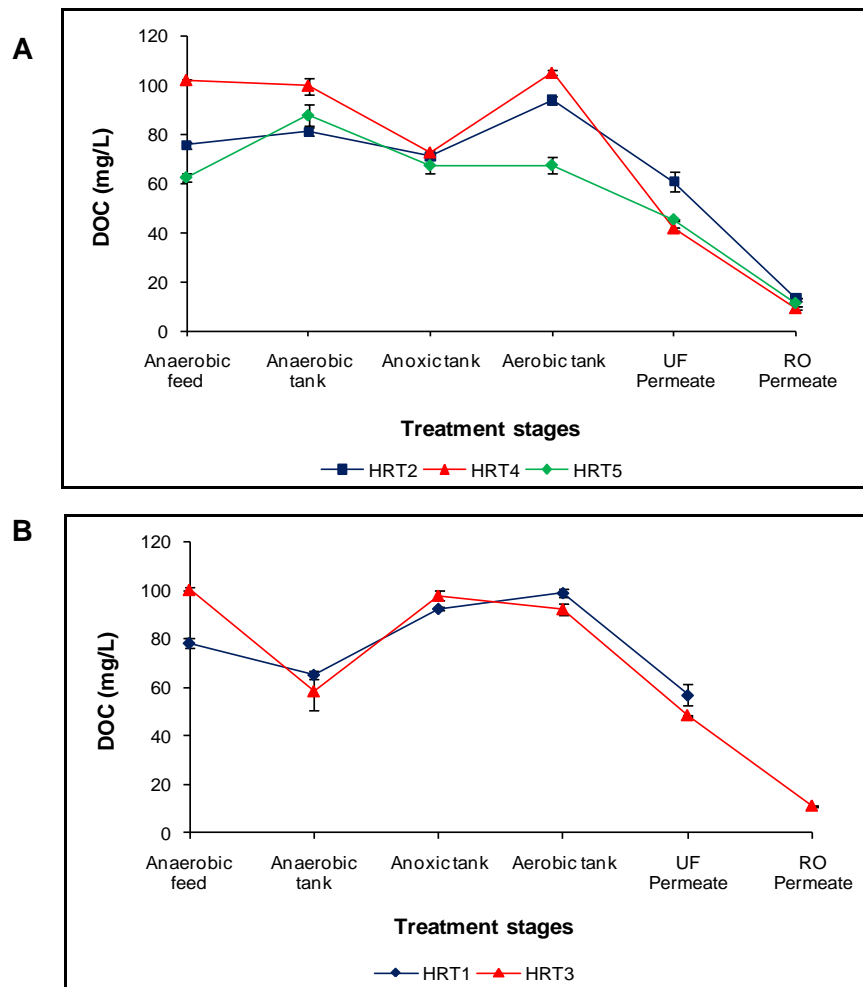 A
120
100
80
60
40
20
0
DOC (mg/L)
Anaerobic feed
Anaerobic tank
Anoxic tank
Aerobic tank
UF Permeate
RO Permeate
Treatment stages
HRT2 HRT4 HRT5
B
120
100
80
60
40
20
0
DOC (mg/L)
Anaerobic feed
Anaerobic tank
Anoxic tank
Aerobic tank
UF Permeate
RO Permeate
Treatment stages
HRT1 HRT3